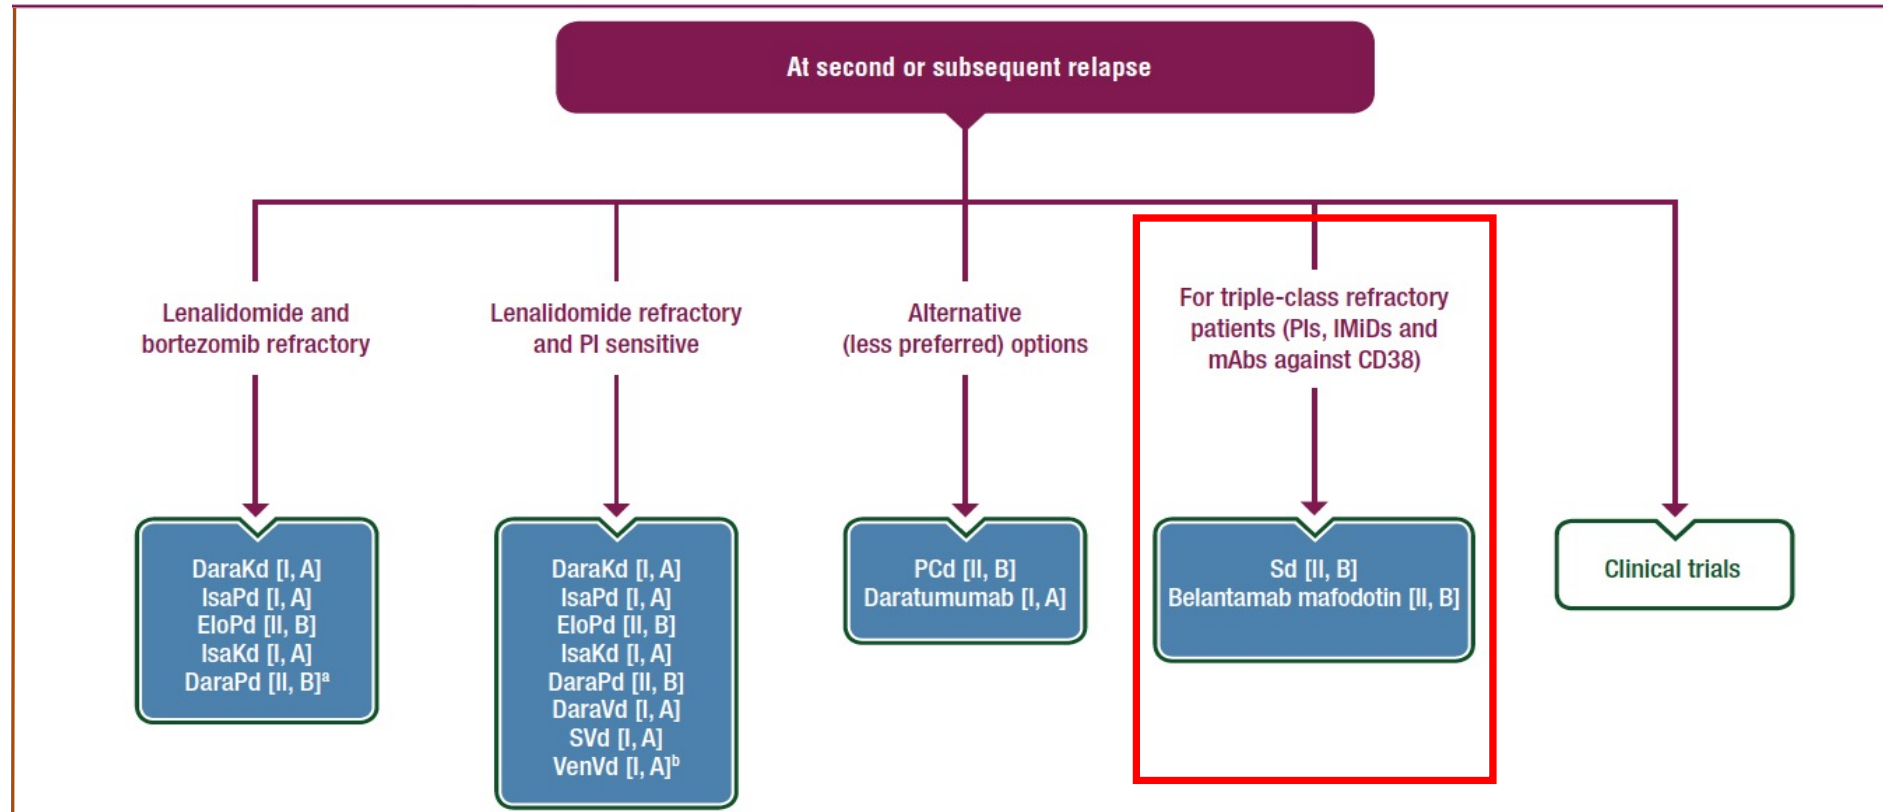 At second or subsequent relapse
Lenalidomide and
bortezomib refractory
Lenalidomide refractory
and PI sensitive
Alternative
(less preferred) options
For triple-class refractory
patients (PIs, IMiDs and
mAbs against CD38)
DaraKd [I, A]
IsaPd [I, A]
EloPd [II, B]
IsaKd [I, A]
DaraPd [II, B]ᵃ
DaraKd [I, A]
IsaPd [I, A]
EloPd [II, B]
IsaKd [I, A]
DaraPd [II, B]
DaraVd [I, A]
SVd [I, A]
VenVd [I, A]ᵇ
PCd [II, B]
Daratumumab [I, A]
Sd [II, B]
Belantamab mafodotin [II, B]
Clinical trials